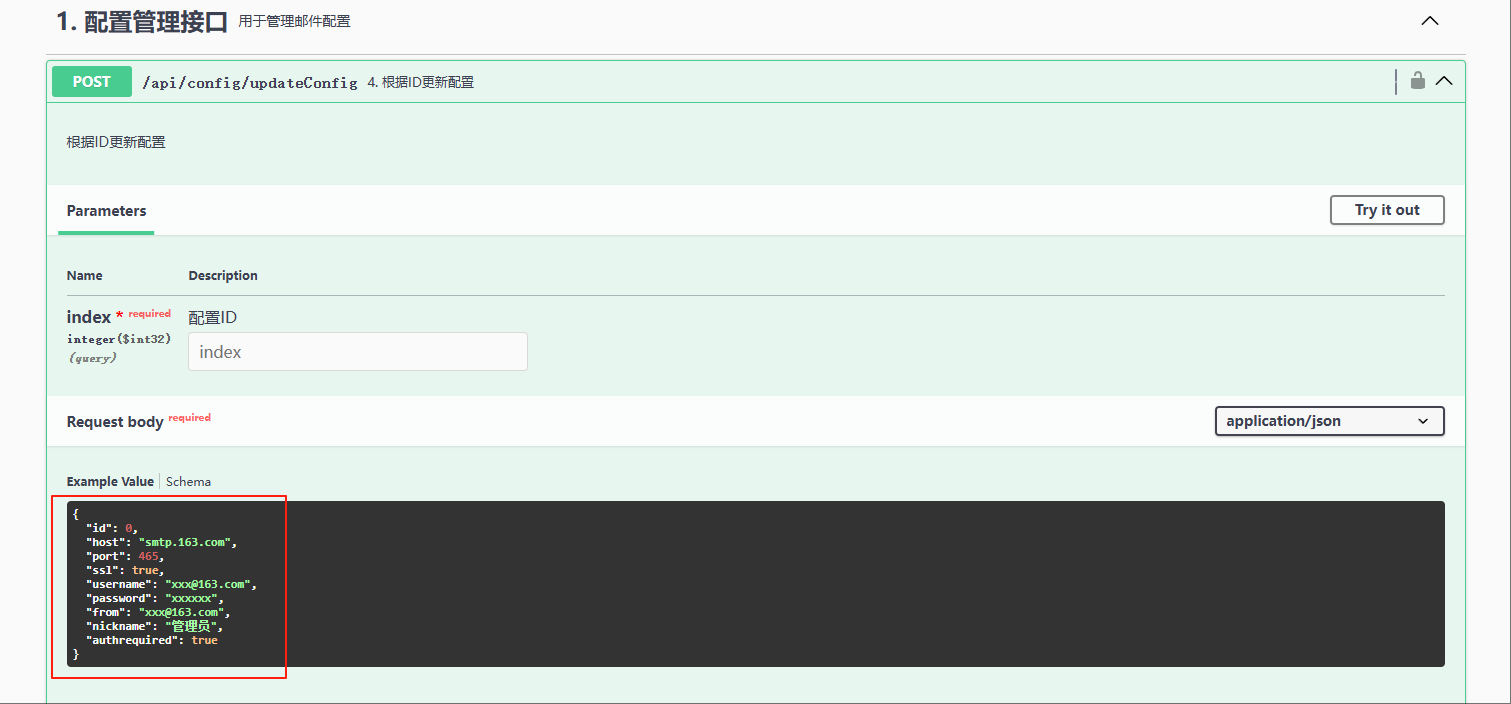 1. 配置管理接口 用于管理邮件配置
POST /api/config/updateConfig 4. 根据ID更新配置
根据ID更新配置
Parameters
Try it out
Name Description
index * required 配置ID
integer($int32)
(query)
index
Request body required
application/json
Example Value Schema
{
"id": 0,
"host": "smtp.163.com",
"port": 465,
"ssl": true,
"username": "xxx@163.com",
"password": "xxxxxx",
"from": "xxx@163.com",
"nickname": "管理员",
"authrequired": true
}